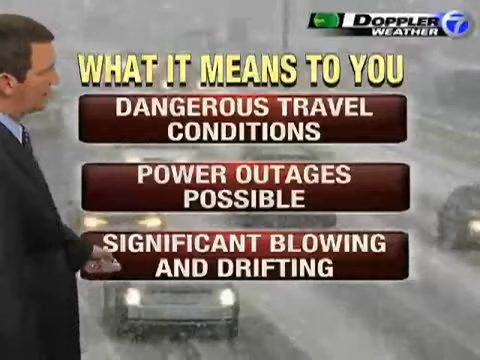 DOPPLER 7
WEATHER
WHAT IT MEANS TO YOU
DANGEROUS TRAVEL
CONDITIONS
POWER OUTAGES
POSSIBLE
SIGNIFICANT BLOWING
AND DRIFTING